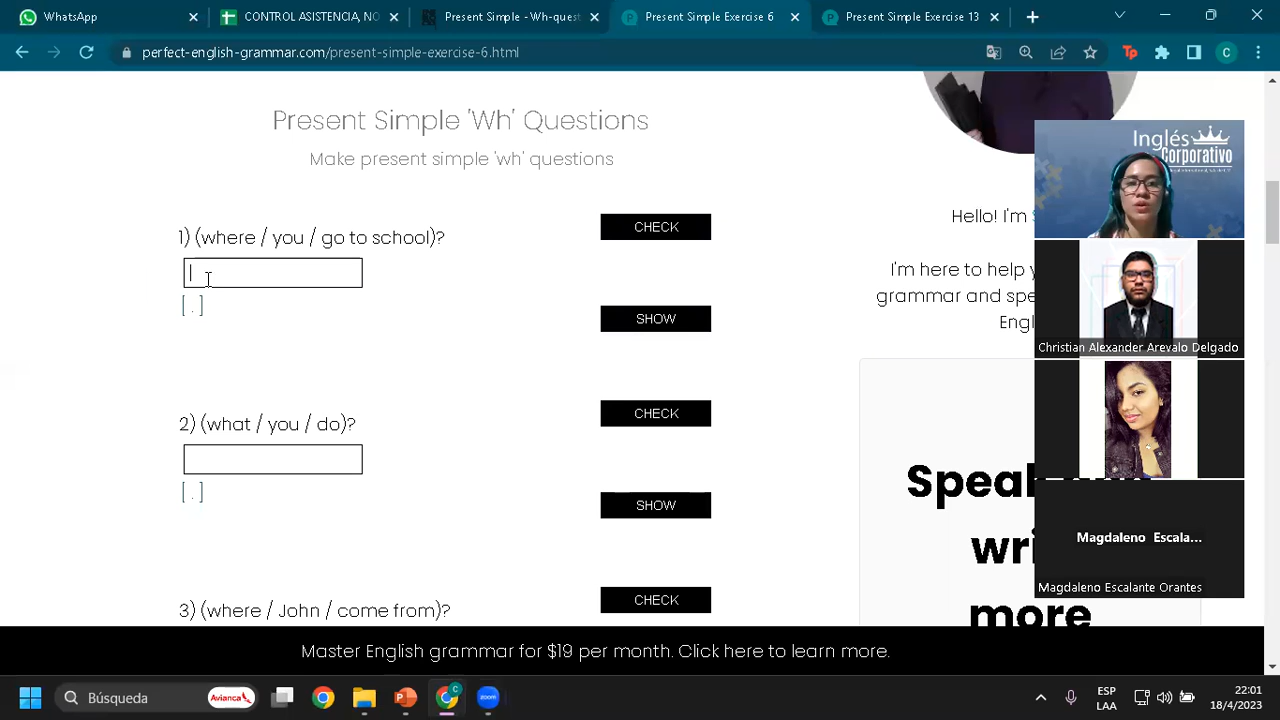 WhatsApp
CONTROL ASISTENCIA, NO
Present Simple - Wh-quest
Present Simple Exercise 6
Present Simple Exercise 13
perfect-english-grammar.com/present-simple-exercise-6.html
Present Simple 'Wh' Questions
Make present simple 'wh' questions
1) (where / you / go to school)?
CHECK
[ . ]
SHOW
2) (what / you / do)?
CHECK
[ . ]
SHOW
3) (where / John / come from)?
CHECK
Hello! I'm
I'm here to help
grammar and spe
Engl
Speak
wri
more
Inglés
Corporativo
Christian Alexander Arevalo Delgado
Magdaleno Escala...
Magdaleno Escalante Orantes
Master English grammar for $19 per month. Click here to learn more.
Búsqueda
Avianca
ESP
LAA
22:01
18/4/2023